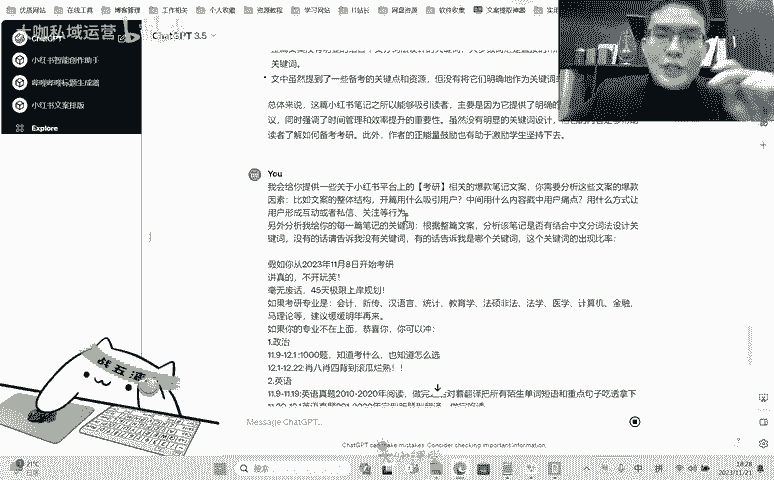 优质网站 在线工具 工作相关 博客管理 个人收藏 资源教程 学习网站 IT站长 网盘资源 软件收集 文案提取神器
大咖私域运营
ChatGPT
小红书智能创作助手
哔哩哔哩标题生成器
小红书文案排版
Explore
ChatGPT 3.5
关键词。
文中虽然提到了一些备考的关键点和资源，但没有将它们明确地作为关键词
总体来说，这篇小红书笔记之所以能够吸引读者，主要是因为它提供了明确的
议，同时强调了时间管理和效率提升的重要性。虽然没有明显的关键词设计，
读者了解如何备考考研。此外，作者的正能量鼓励也有助于激励学生坚持下去。
You
我会给你提供一些关于小红书平台上的【考研】相关的爆款笔记文案，你需要分析这些文案的爆款
因素：比如文案的整体结构，开篇用什么吸引用户？中间用什么内容戳中用户痛点？用什么方式让
用户形成互动或者私信、关注等行为。
另外分析我给你的每一篇笔记的关键词：根据整篇文案，分析该笔记是否有结合中文分词法设计关
键词，没有的话请告诉我没有关键词，有的话告诉我是哪个关键词，这个关键词的出现比率：
假如你从2023年11月8日开始考研
讲真的，不开玩笑！
毫无废话，45天极限上岸规划！
如果考研专业是：会计，新传、汉语言，统计，教育学、法硕非法、法学、医学、计算机、金融、
马理论等，建议缓缓明年再来。
如果你的专业不在上面，恭喜你，你可以冲：
1.政治
11.9-12.1:1000题，知道考什么，也知道怎么选
12.1-12.22:肖八肖四背到滚瓜烂熟！！
2.英语
11.9-11.19:英语真题2010-2020年阅读，做完之后对着翻译把所有陌生单词短语和重点句子吃透拿下
Message ChatGPT...
ChatGPT can make mistakes. Consider checking important information.
战五渣
21°C
搜索
中 拼
18:28
2023/11/21